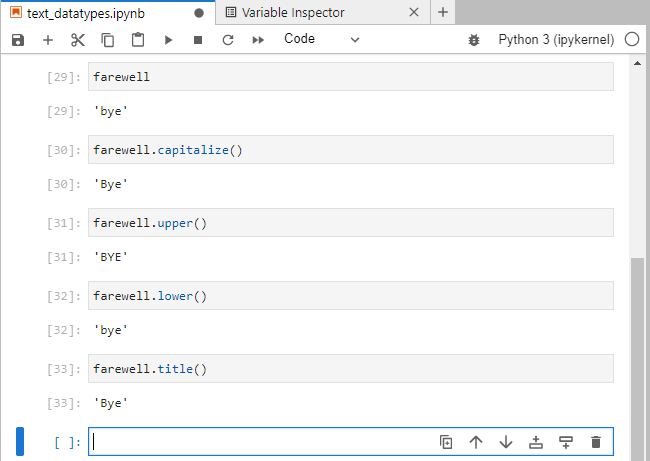 text_datatypes.ipynb
Variable Inspector
Code
Python 3 (ipykernel)
[29]: farewell
[29]: 'bye'
[30]: farewell.capitalize()
[30]: 'Bye'
[31]: farewell.upper()
[31]: 'BYE'
[32]: farewell.lower()
[32]: 'bye'
[33]: farewell.title()
[33]: 'Bye'
[ ]: